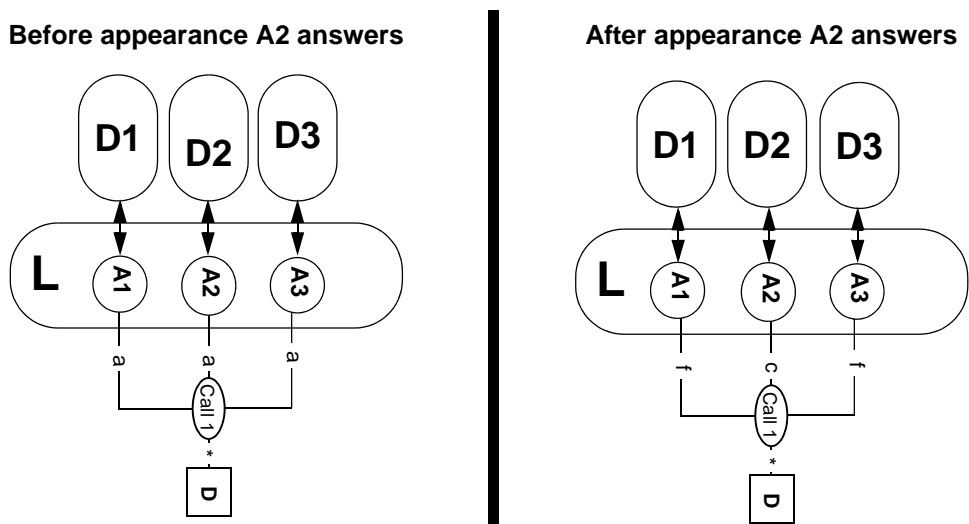 Before appearance A2 answers
D1
D2
D3
L
A1
A2
A3
a
a
a
Call 1
*
D
After appearance A2 answers
D1
D2
D3
L
A1
A2
A3
f
c
f
Call 1
*
D